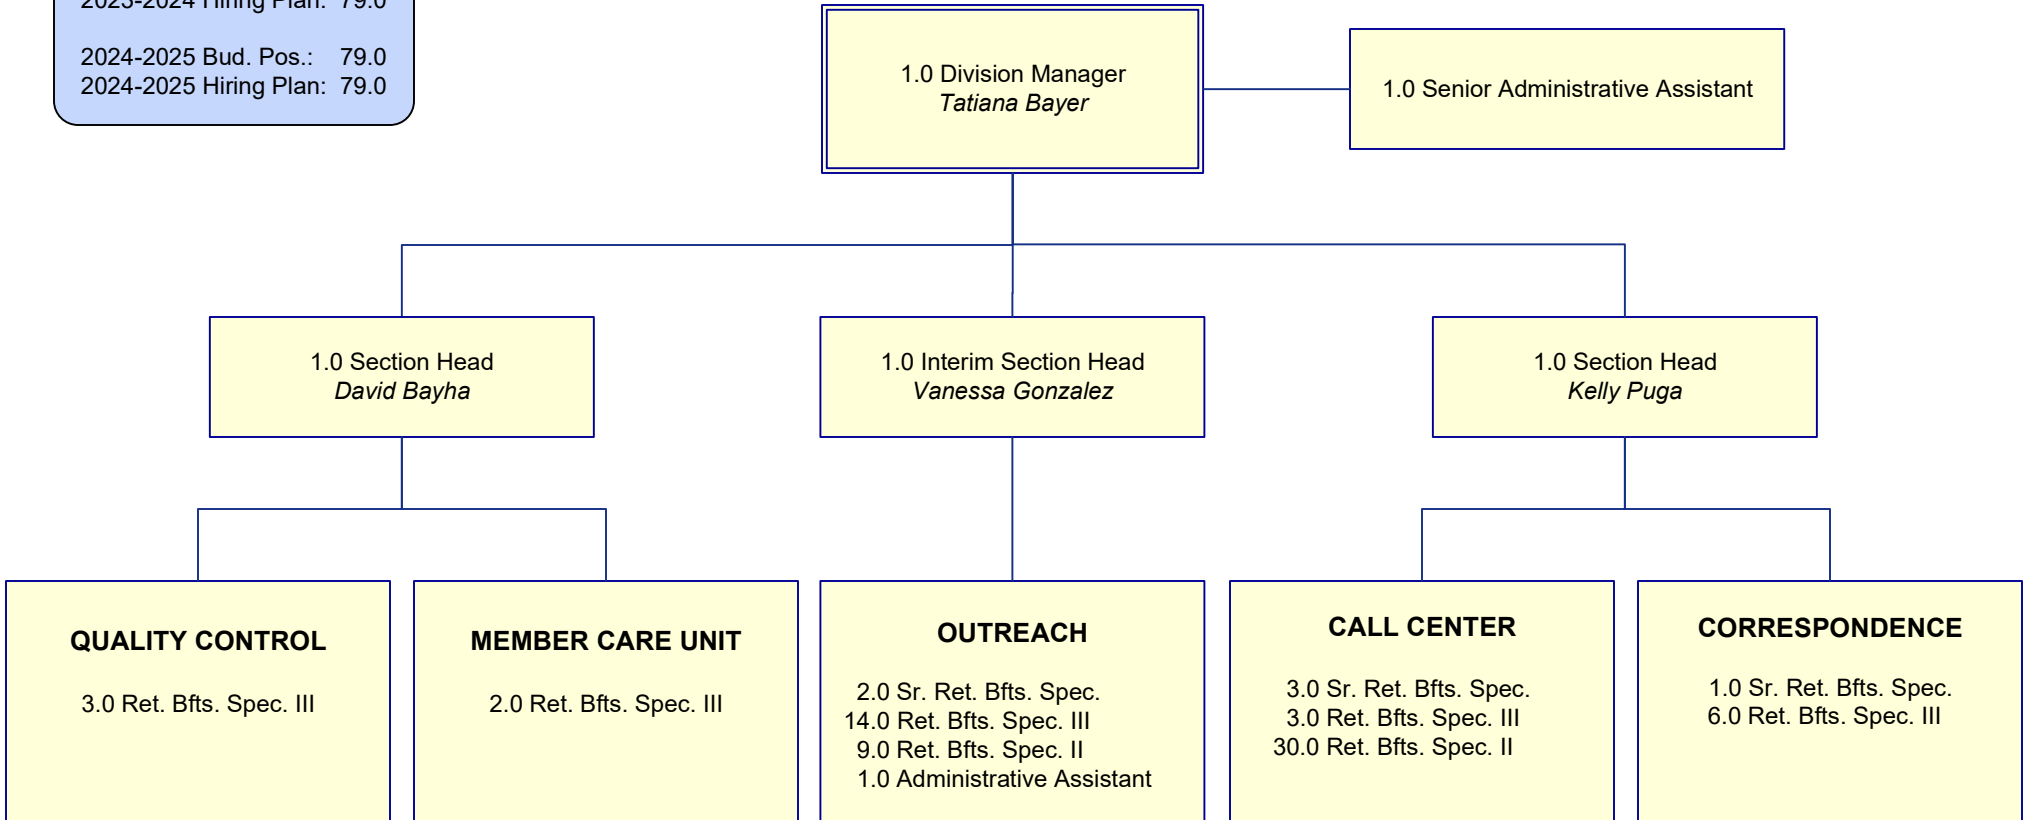 2023-2024 Hiring Plan: 79.0
2024-2025 Bud. Pos.: 79.0
2024-2025 Hiring Plan: 79.0
1.0 Division Manager
Tatiana Bayer
1.0 Senior Administrative Assistant
1.0 Section Head
David Bayha
1.0 Interim Section Head
Vanessa Gonzalez
1.0 Section Head
Kelly Puga
QUALITY CONTROL
3.0 Ret. Bfts. Spec. III
MEMBER CARE UNIT
2.0 Ret. Bfts. Spec. III
OUTREACH
2.0 Sr. Ret. Bfts. Spec.
14.0 Ret. Bfts. Spec. III
9.0 Ret. Bfts. Spec. II
1.0 Administrative Assistant
CALL CENTER
3.0 Sr. Ret. Bfts. Spec.
3.0 Ret. Bfts. Spec. III
30.0 Ret. Bfts. Spec. II
CORRESPONDENCE
1.0 Sr. Ret. Bfts. Spec.
6.0 Ret. Bfts. Spec. III